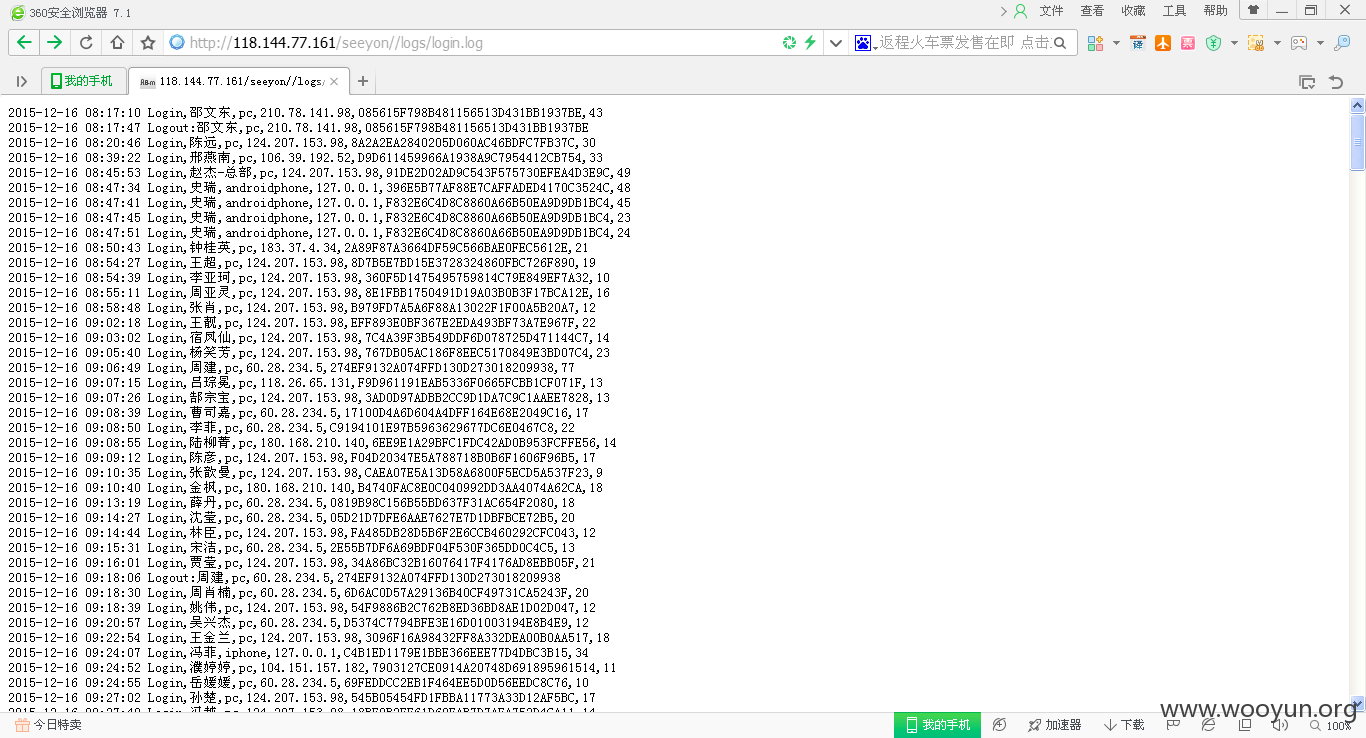 360安全浏览器 7.1
文件 查看 收藏 工具 帮助
http://118.144.77.161/seeyon//logs/login.log
返程火车票发售在即 点击
我的手机
118.144.77.161/seeyon//logs/
2015-12-16 08:17:10 Login,邵文东,pc,210.78.141.98,085615F798B481156513D431BB1937BE,43
2015-12-16 08:17:47 Logout:邵文东,pc,210.78.141.98,085615F798B481156513D431BB1937BE
2015-12-16 08:20:46 Login,陈远,pc,124.207.153.98,8A2A2EA2840205D060AC46BDFC7FB37C,30
2015-12-16 08:39:22 Login,邢燕南,pc,106.39.192.52,D9D611459966A1938A9C7954412CB754,33
2015-12-16 08:45:53 Login,赵杰-总部,pc,124.207.153.98,91DE2D02AD9C543F575730EFEA4D3E9C,49
2015-12-16 08:47:34 Login,史瑞,androidphone,127.0.0.1,396E5B77AF88E7CAFFADED4170C3524C,48
2015-12-16 08:47:41 Login,史瑞,androidphone,127.0.0.1,F832E6C4D8C8860A66B50EA9D9DB1BC4,45
2015-12-16 08:47:45 Login,史瑞,androidphone,127.0.0.1,F832E6C4D8C8860A66B50EA9D9DB1BC4,23
2015-12-16 08:47:51 Login,史瑞,androidphone,127.0.0.1,F832E6C4D8C8860A66B50EA9D9DB1BC4,24
2015-12-16 08:50:43 Login,钟桂英,pc,183.37.4.34,2A89F87A3664DF59C566BAE0FEC5612E,21
2015-12-16 08:54:27 Login,王超,pc,124.207.153.98,8D7B5E7BD15E3728324860FBC726F890,19
2015-12-16 08:54:39 Login,李亚珂,pc,124.207.153.98,360F5D1475495759814C79E849EF7A32,10
2015-12-16 08:55:11 Login,周亚灵,pc,124.207.153.98,8E1FBB1750491D19A03B0B3F17BCA12E,16
2015-12-16 08:58:48 Login,张肖,pc,124.207.153.98,B979FD7A5A6F88A13022F1F00A5B20A7,12
2015-12-16 09:02:18 Login,王靓,pc,124.207.153.98,EFF893E0BF367E2EDA493BF73A7E967F,22
2015-12-16 09:03:02 Login,宿凤仙,pc,124.207.153.98,7C4A39F3B549DDF6D078725D471144C7,14
2015-12-16 09:05:40 Login,杨笑芳,pc,124.207.153.98,767DB05AC186F8EEC5170849E3BD07C4,23
2015-12-16 09:06:49 Login,周建,pc,60.28.234.5,274EF9132A074FFD130D273018209938,77
2015-12-16 09:07:15 Login,吕琮冕,pc,118.26.65.131,F9D961191EAB5336F0665FCBB1CF071F,13
2015-12-16 09:07:26 Login,郜宗宝,pc,124.207.153.98,3AD0D97ADBB2CC9D1DA7C9C1AAEE7828,13
2015-12-16 09:08:39 Login,曹司嘉,pc,60.28.234.5,17100D4A6D604A4DFF164E68E2049C16,17
2015-12-16 09:08:50 Login,李菲,pc,60.28.234.5,C9194101E97B5963629677DC6E0467C8,22
2015-12-16 09:08:55 Login,陆柳菁,pc,180.168.210.140,6EE9E1A29BFC1FDC42AD0B953FCFFE56,14
2015-12-16 09:09:12 Login,陈彦,pc,124.207.153.98,F04D20347E5A788718B0B6F1606F96B5,17
2015-12-16 09:10:35 Login,张歆曼,pc,124.207.153.98,CAEA07E5A13D58A6800F5ECD5A537F23,9
2015-12-16 09:10:40 Login,金枫,pc,180.168.210.140,B4740FAC8E0C040992DD3AA4074A62CA,18
2015-12-16 09:13:19 Login,薛丹,pc,60.28.234.5,0819B98C156B55BD637F31AC654F2080,18
2015-12-16 09:14:27 Login,沈莹,pc,60.28.234.5,05D21D7DFE6AAE7627E7D1DBFBCE72B5,20
2015-12-16 09:14:44 Login,林臣,pc,124.207.153.98,FA485DB28D5B6F2E6CCB460292CFC043,12
2015-12-16 09:15:31 Login,宋洁,pc,60.28.234.5,2E55B7DF6A69BDF04F530F365DD0C4C5,13
2015-12-16 09:16:01 Login,贾莹,pc,124.207.153.98,34A86BC32B16076417F4176AD8EBB05F,21
2015-12-16 09:18:06 Logout:周建,pc,60.28.234.5,274EF9132A074FFD130D273018209938
2015-12-16 09:18:30 Login,周肖楠,pc,60.28.234.5,6D6AC0D57A29136B40CF49731CA5243F,20
2015-12-16 09:18:39 Login,姚伟,pc,124.207.153.98,54F9886B2C762B8ED36BD8AE1D02D047,12
2015-12-16 09:20:57 Login,吴兴杰,pc,60.28.234.5,D5374C7794BFE3E16D01003194E8B4E9,12
2015-12-16 09:22:54 Login,王金兰,pc,124.207.153.98,3096F16A98432FF8A332DEA00B0AA517,18
2015-12-16 09:24:07 Login,冯菲,iphone,127.0.0.1,C4B1ED1179E1BBE366EEE77D4DBC3B15,34
2015-12-16 09:24:52 Login,濮婷婷,pc,104.151.157.182,7903127CE0914A20748D691895961514,11
2015-12-16 09:24:55 Login,岳媛媛,pc,60.28.234.5,69FEDDCC2EB1F464EE5D0D56EEDC8C76,10
2015-12-16 09:27:02 Login,孙楚,pc,124.207.153.98,545B05454FD1FBBA11773A33D12AF5BC,17
今日特卖
我的手机 加速器 下载 100%
www.wooyun.org